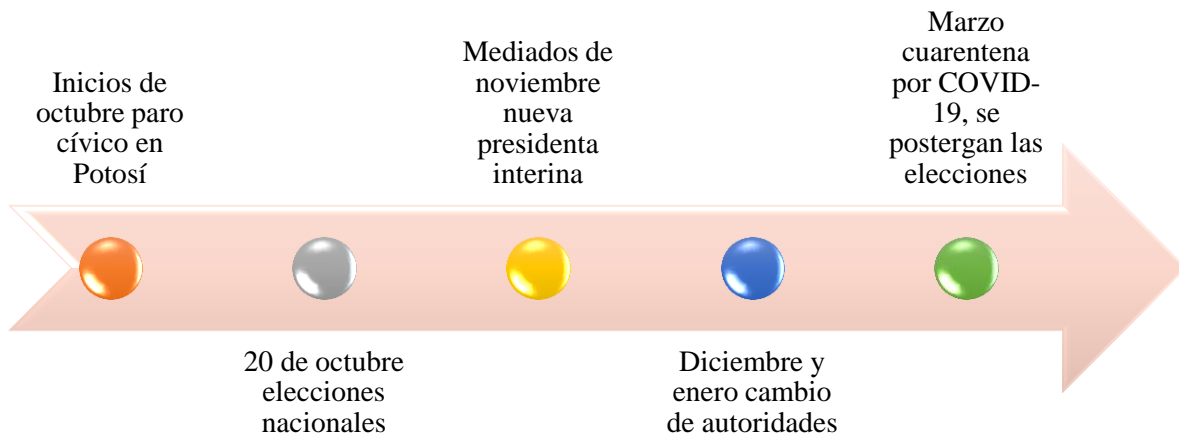 Inicios de
octubre paro
cívico en
Potosí
20 de octubre
elecciones
nacionales
Mediados de
noviembre
nueva
presidenta
interina
Diciembre y
enero cambio
de autoridades
Marzo
cuarentena
por COVID-
19, se
postergan las
elecciones